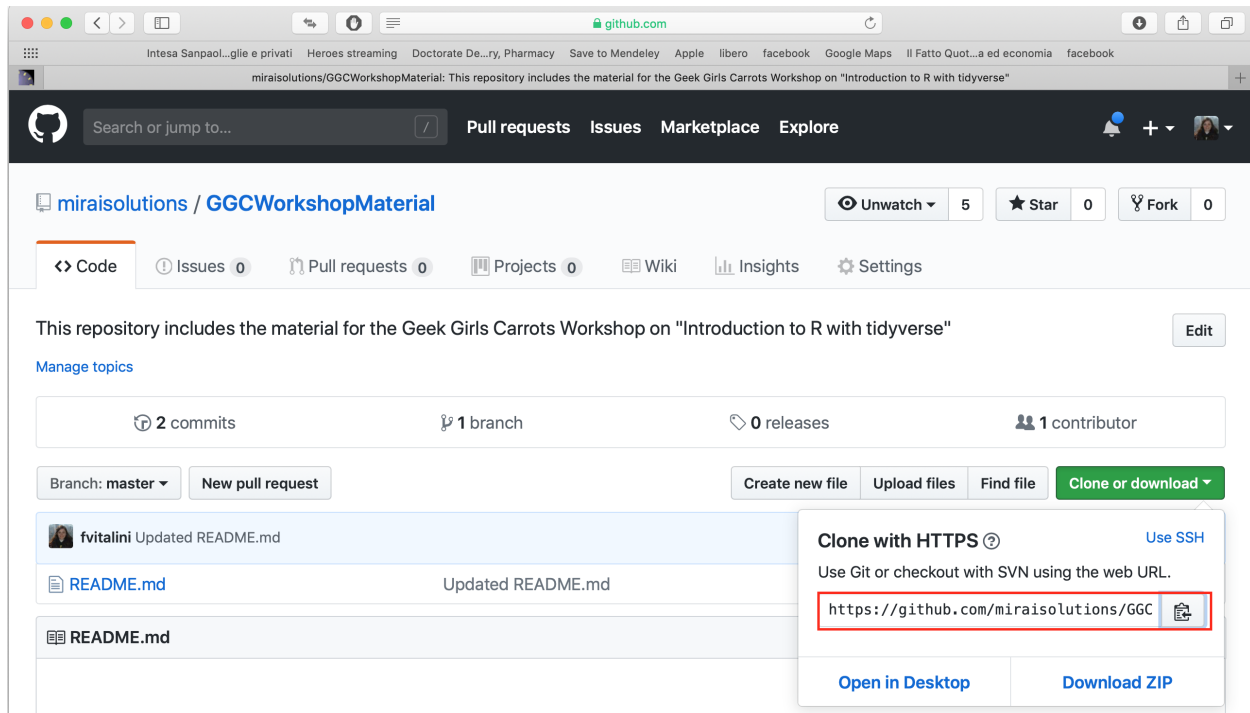 github.com
Intesa Sanpaol...glie e privati Heroes streaming Doctorate De...ry, Pharmacy Save to Mendeley Apple libero facebook Google Maps Il Fatto Quot...a ed economia facebook
miraisolutions/GGCWorkshopMaterial: This repository includes the material for the Geek Girls Carrots Workshop on "Introduction to R with tidyverse"
Search or jump to... / Pull requests Issues Marketplace Explore
miraisolutions / GGCWorkshopMaterial Unwatch 5 Star 0 Fork 0
<> Code Issues 0 Pull requests 0 Projects 0 Wiki Insights Settings
This repository includes the material for the Geek Girls Carrots Workshop on "Introduction to R with tidyverse" Edit
Manage topics
2 commits 1 branch 0 releases 1 contributor
Branch: master New pull request Create new file Upload files Find file Clone or download
fvitalini Updated README.md
README.md Updated README.md
README.md
Clone with HTTPS Use SSH
Use Git or checkout with SVN using the web URL.
https://github.com/miraisolutions/GGC
Open in Desktop Download ZIP